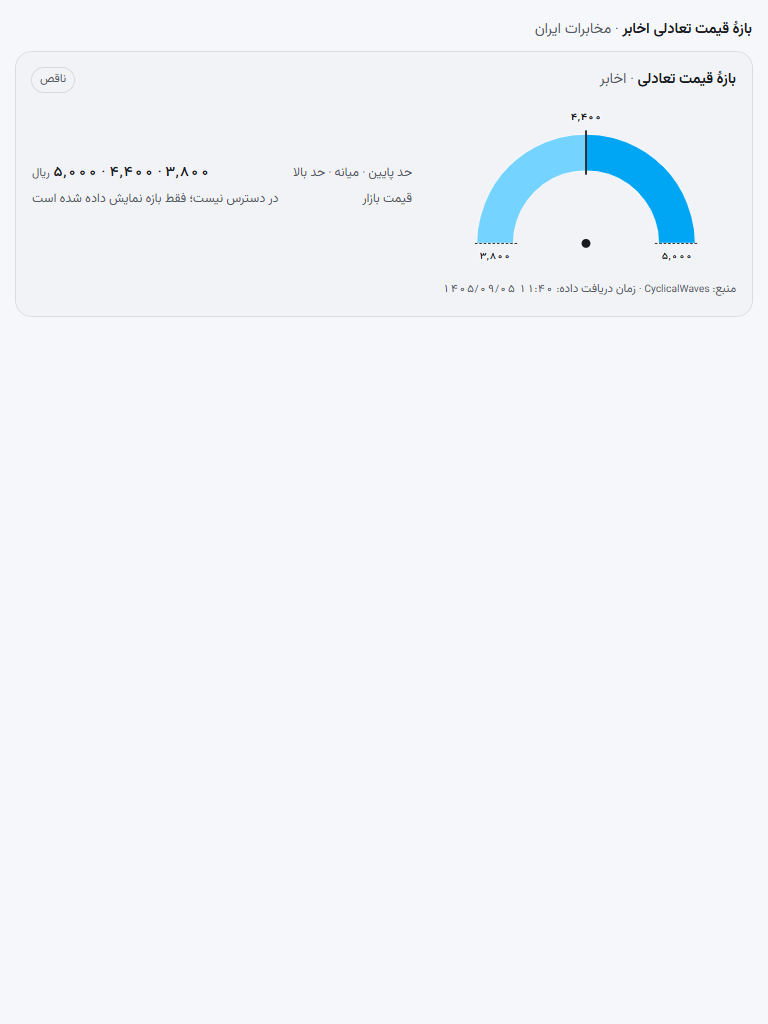 بازهٔ قیمت تعادلی اخابر · مخابرات ایران
بازهٔ قیمت تعادلی · اخابر
ناقص
۴,۴۰۰
۵,۰۰۰
۳,۸۰۰
حد پایین · میانه · حد بالا
۳,۸۰۰ · ۴,۴۰۰ · ۵,۰۰۰ ریال
قیمت بازار
در دسترس نیست؛ فقط بازه نمایش داده شده است
منبع: CyclicalWaves · زمان دریافت داده: ۱۴۰۵/۰۹/۰۵ ۱۱:۴۰